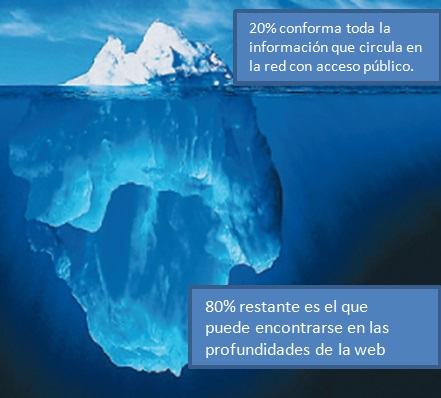 20% conforma toda la
información que circula en
la red con acceso público.
80% restante es el que
puede encontrarse en las
profundidades de la web